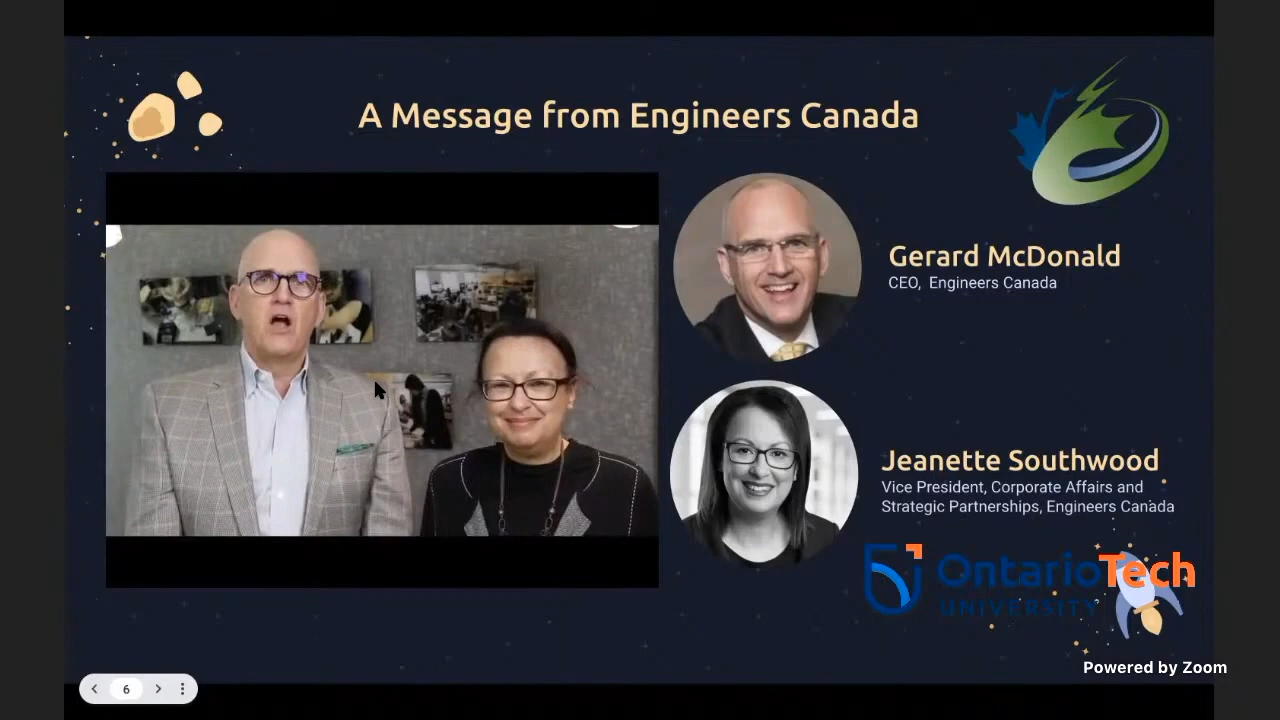 A Message from Engineers Canada
Gerard McDonald
CEO, Engineers Canada
Jeanette Southwood
Vice President, Corporate Affairs and
Strategic Partnerships, Engineers Canada
OntarioTech
UNIVERSITY
Powered by Zoom
6